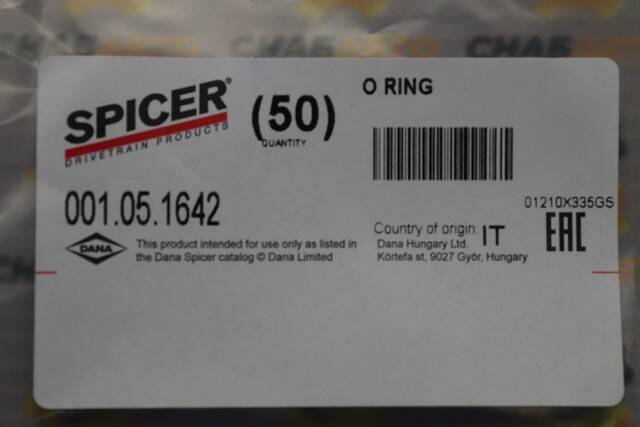 СНАБАВТО СНАБАВТО
SPICER®
DRIVETRAIN PRODUCTS
(50)
QUANTITY
O RING
001.05.1642
01210X335GS
DANA
This product intended for use only as listed in
the Dana Spicer catalog © Dana Limited
Country of origin IT
Dana Hungary Ltd.
Körtefa st, 9027 Győr, Hungary
EAC